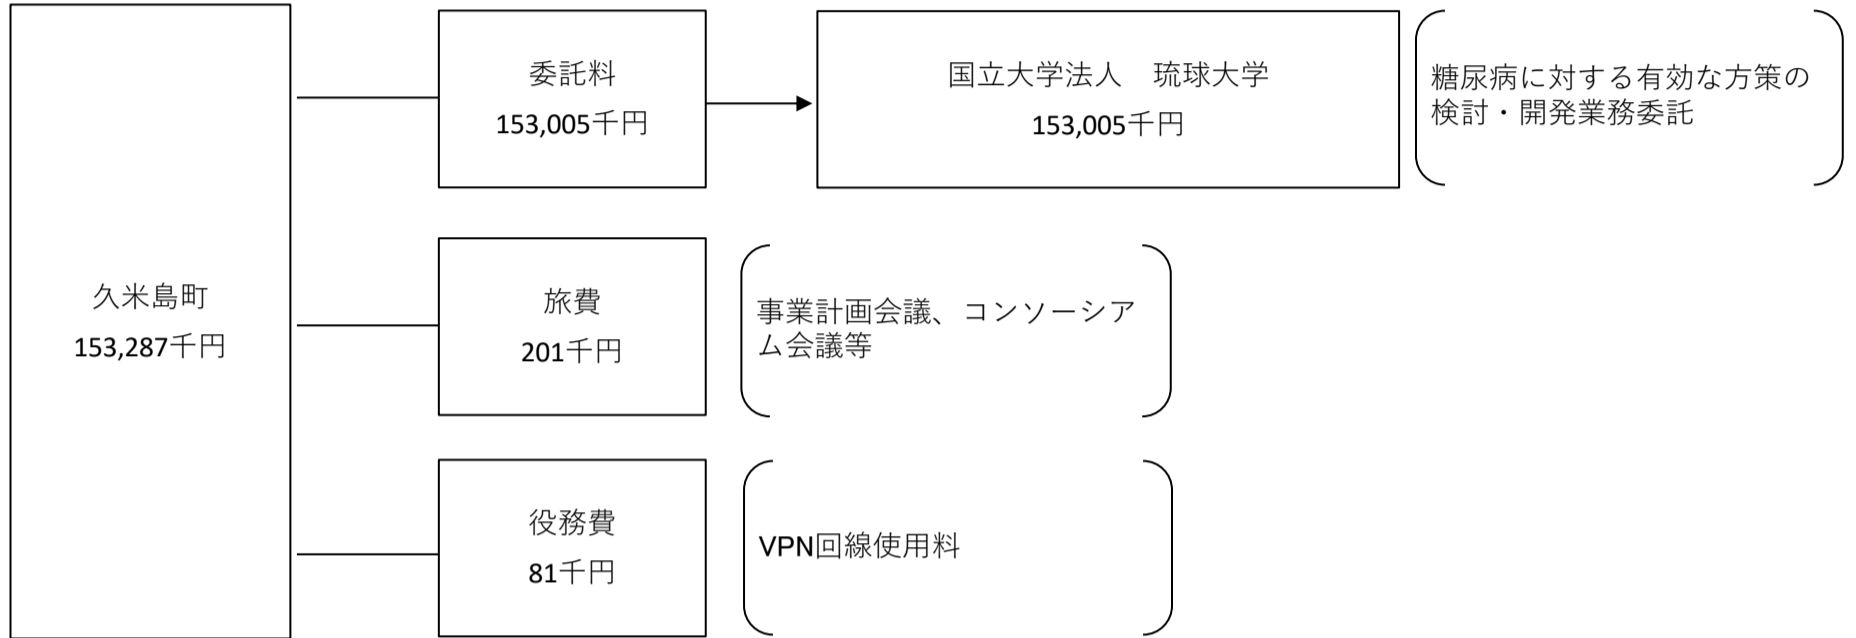 久米島町
153,287千円
委託料
153,005千円
国立大学法人　琉球大学
153,005千円
糖尿病に対する有効な方策の
検討・開発業務委託
旅費
201千円
事業計画会議、コンソーシア
ム会議等
役務費
81千円
VPN回線使用料